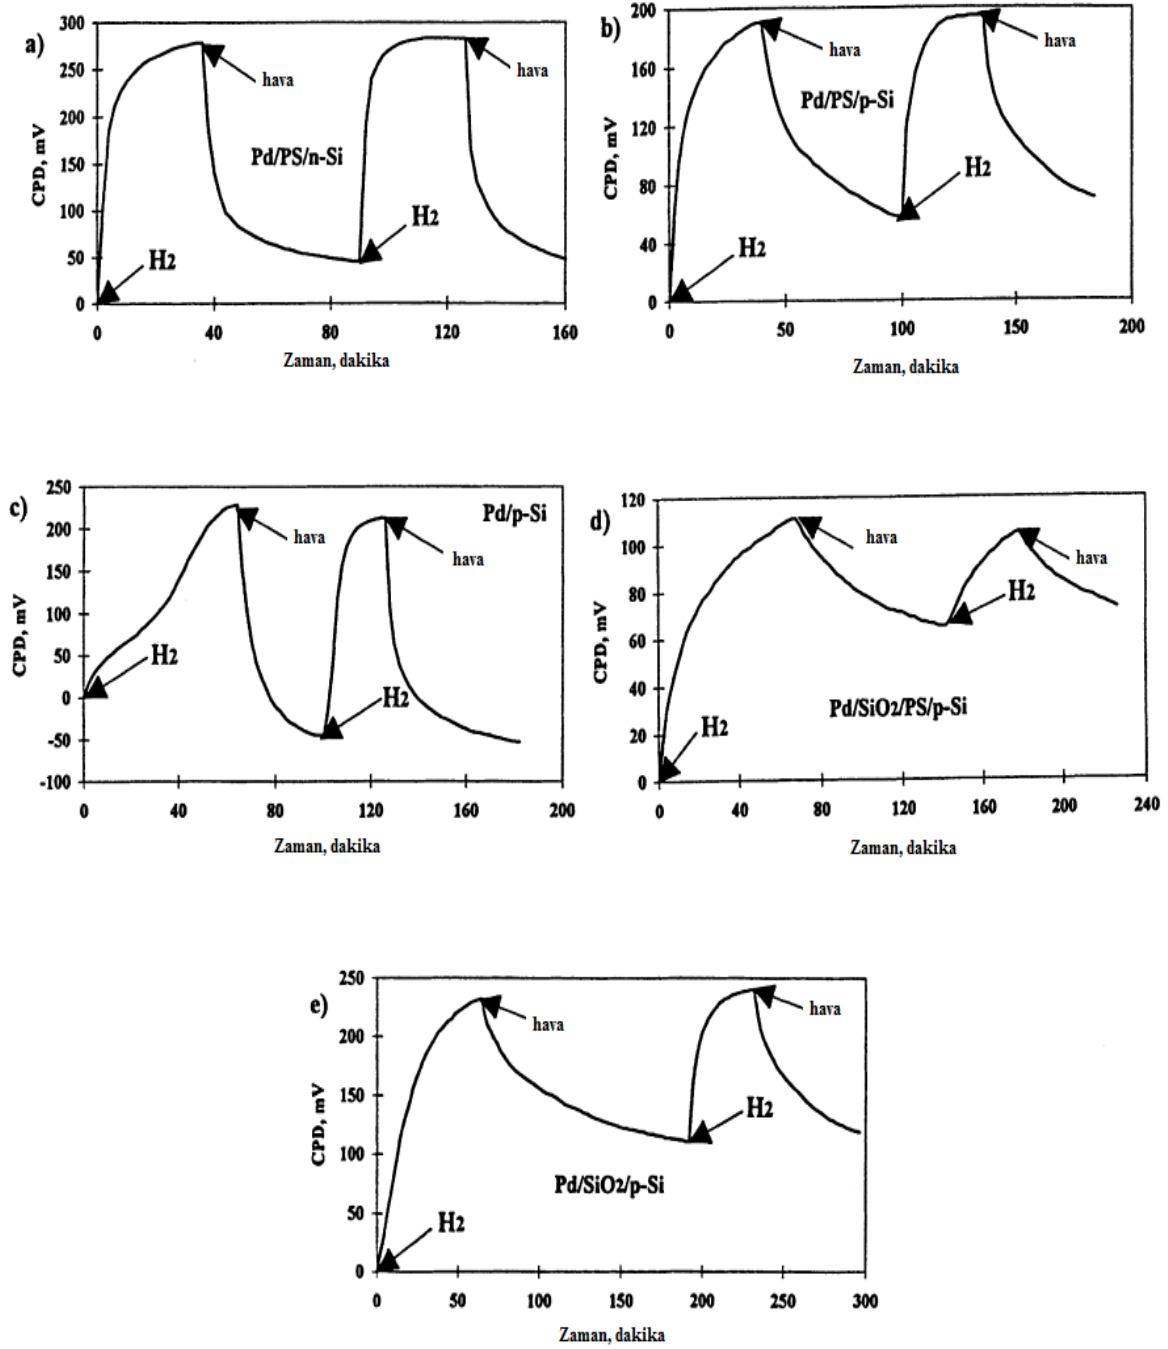 a)
300
250
200
150
100
50
0
CPD, mV
hava
hava
Pd/PS/n-Si
H2
H2
0 40 80 120 160
Zaman, dakika
b)
200
160
120
80
40
0
CPD, mV
hava
hava
Pd/PS/p-Si
H2
H2
0 50 100 150 200
Zaman, dakika
c)
250
200
150
100
50
0
-50
-100
CPD, mV
Pd/p-Si
hava
hava
H2
H2
0 40 80 120 160 200
Zaman, dakika
d)
120
100
80
60
40
20
0
CPD, mV
hava
hava
H2
H2
Pd/SiO2/PS/p-Si
0 40 80 120 160 200 240
Zaman, dakika
e)
250
200
150
100
50
0
CPD, mV
hava
hava
H2
H2
Pd/SiO2/p-Si
0 50 100 150 200 250 300
Zaman, dakika